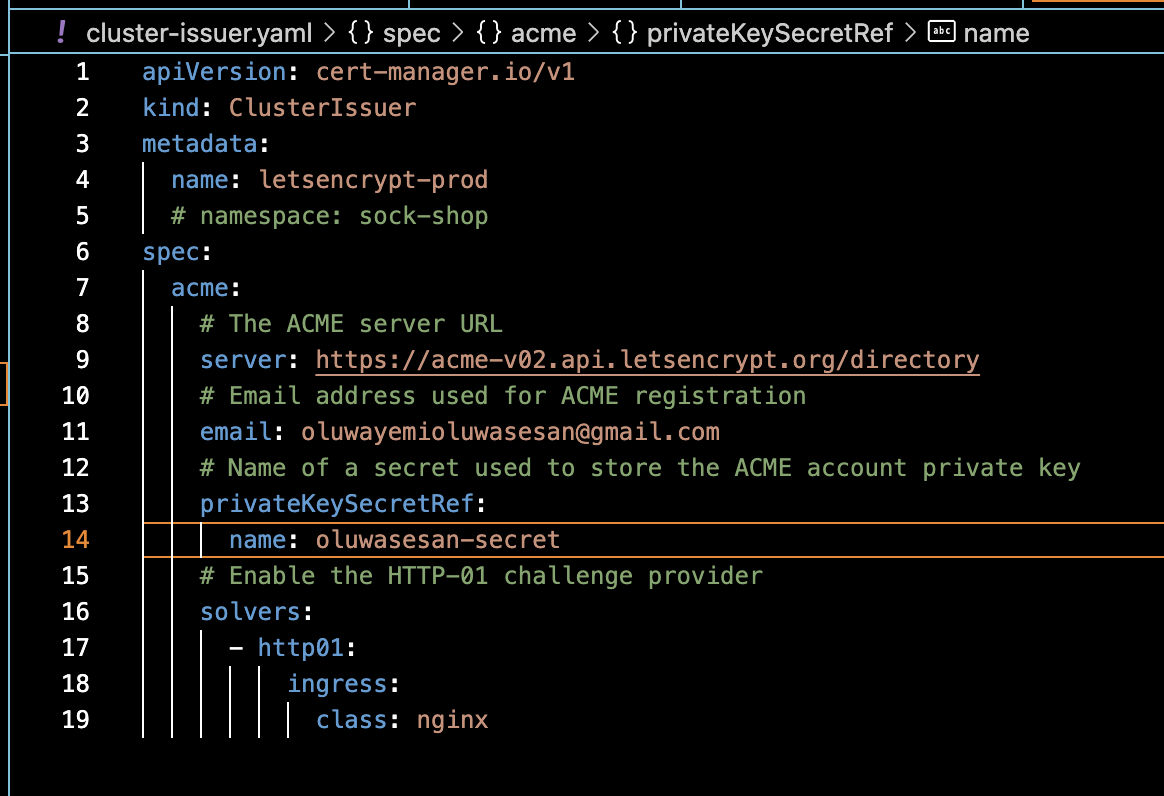 ! cluster-issuer.yaml > {} spec > {} acme > {} privateKeySecretRef > abc name
1 apiVersion: cert-manager.io/v1
2 kind: ClusterIssuer
3 metadata:
4   name: letsencrypt-prod
5   # namespace: sock-shop
6 spec:
7   acme:
8     # The ACME server URL
9     server: https://acme-v02.api.letsencrypt.org/directory
10     # Email address used for ACME registration
11     email: oluwayemioluwasesan@gmail.com
12     # Name of a secret used to store the ACME account private key
13     privateKeySecretRef:
14       name: oluwasesan-secret
15     # Enable the HTTP-01 challenge provider
16     solvers:
17       - http01:
18           ingress:
19             class: nginx